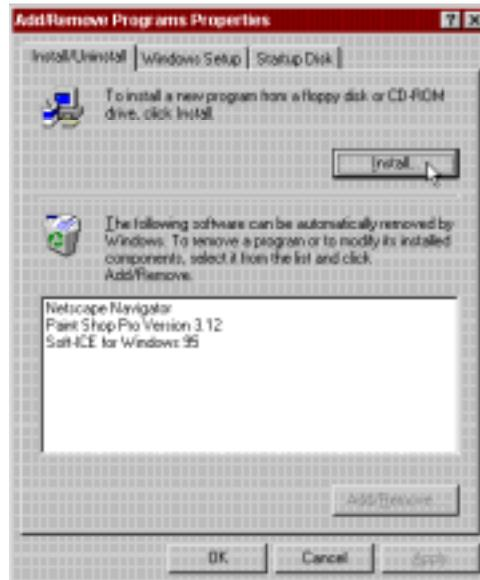 Add/Remove Programs Properties
Install/Uninstall Windows Setup Startup Disk
To install a new program from a floppy disk or CD-ROM
drive, click Install.
Install...
The following software can be automatically removed by
Windows. To remove a program or to modify its installed
components, select it from the list and click
Add/Remove.
Netscape Navigator
Paint Shop Pro Version 3.12
Soft-ICE for Windows 95
Add/Remove...
OK Cancel Apply